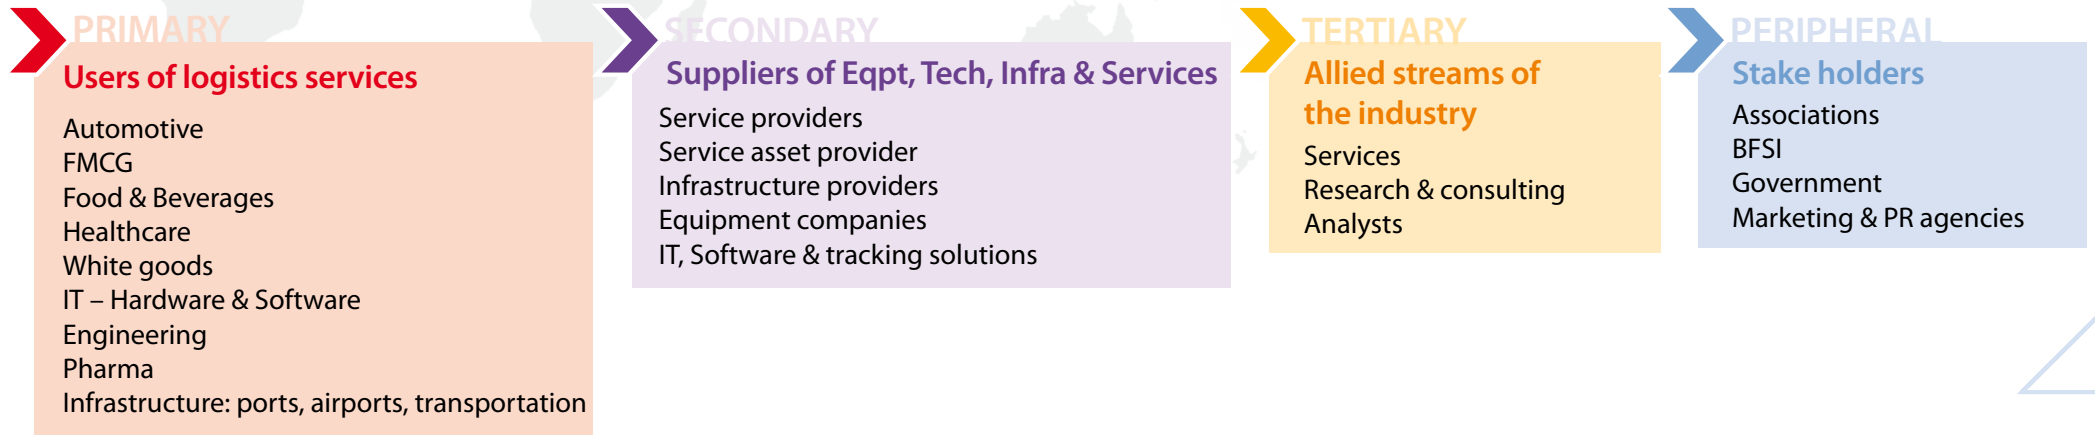 PRIMARY
Users of logistics services
Automotive
FMCG
Food & Beverages
Healthcare
White goods
IT – Hardware & Software
Engineering
Pharma
Infrastructure: ports, airports, transportation
SECONDARY
Suppliers of Eqpt, Tech, Infra & Services
Service providers
Service asset provider
Infrastructure providers
Equipment companies
IT, Software & tracking solutions
TERTIARY
Allied streams of
the industry
Services
Research & consulting
Analysts
PERIPHERAL
Stake holders
Associations
BFSI
Government
Marketing & PR agencies